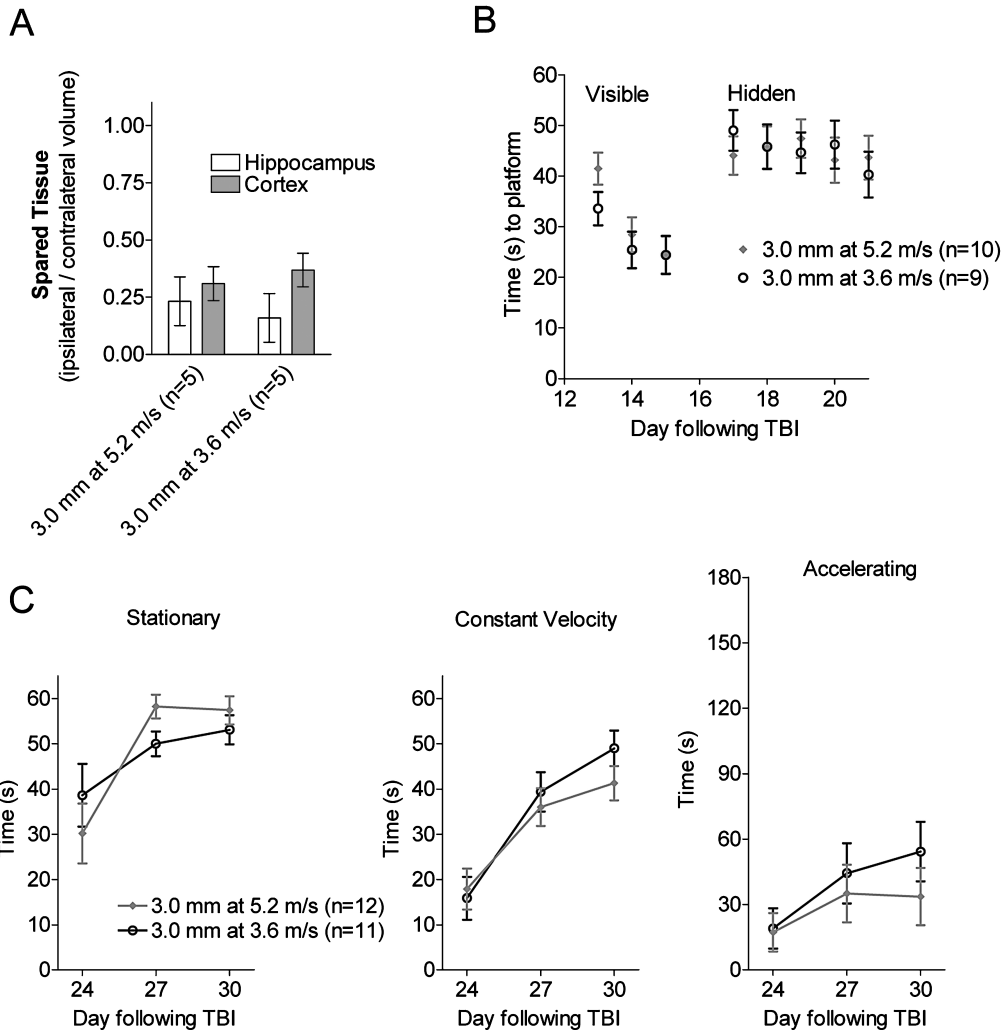 A
Spared Tissue
(ipsilateral / contralateral volume)
1.00
0.75
0.50
0.25
0.00
Hippocampus
Cortex
3.0 mm at 5.2 m/s (n=5)
3.0 mm at 3.6 m/s (n=5)
B
Time (s) to platform
60
50
40
30
20
10
0
Visible
Hidden
3.0 mm at 5.2 m/s (n=10)
3.0 mm at 3.6 m/s (n=9)
12
14
16
18
20
Day following TBI
C
Stationary
Time (s)
60
50
40
30
20
10
0
3.0 mm at 5.2 m/s (n=12)
3.0 mm at 3.6 m/s (n=11)
24
27
30
Day following TBI
Constant Velocity
Time (s)
60
50
40
30
20
10
0
24
27
30
Day following TBI
Accelerating
Time (s)
180
150
120
90
60
30
0
24
27
30
Day following TBI